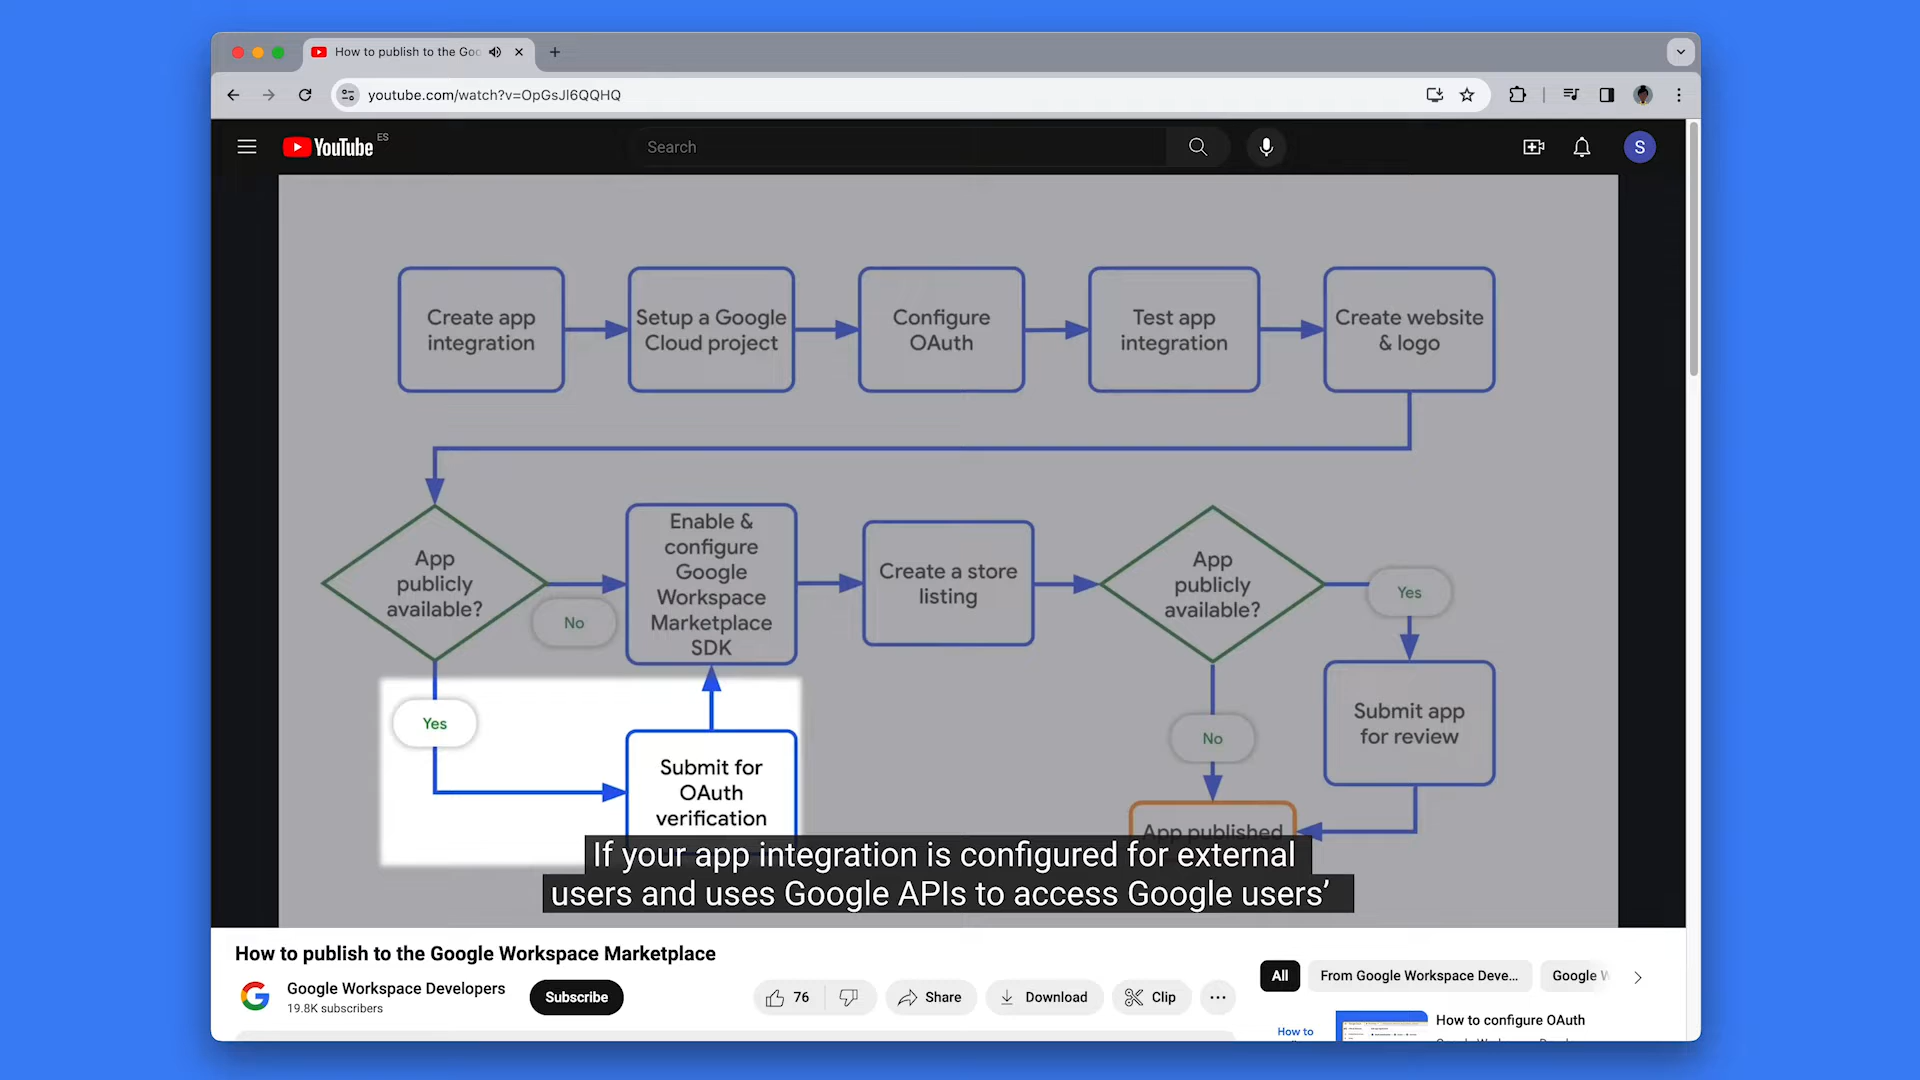 How to publish to the Goo
youtube.com/watch?v=OpGsJl6QQHQ
YouTube ES
Search
S
Create app
integration
Setup a Google
Cloud project
Configure
OAuth
Test app
integration
Create website
& logo
App
publicly
available?
No
Enable &
configure
Google
Workspace
Marketplace
SDK
Create a store
listing
App
publicly
available?
Yes
Yes
Submit for
OAuth
verification
No
Submit app
for review
App published
If your app integration is configured for external
users and uses Google APIs to access Google users’
How to publish to the Google Workspace Marketplace
Google Workspace Developers
19.8K subscribers
Subscribe
76
Share
Download
Clip
All
From Google Workspace Deve...
Google W
How to
How to configure OAuth